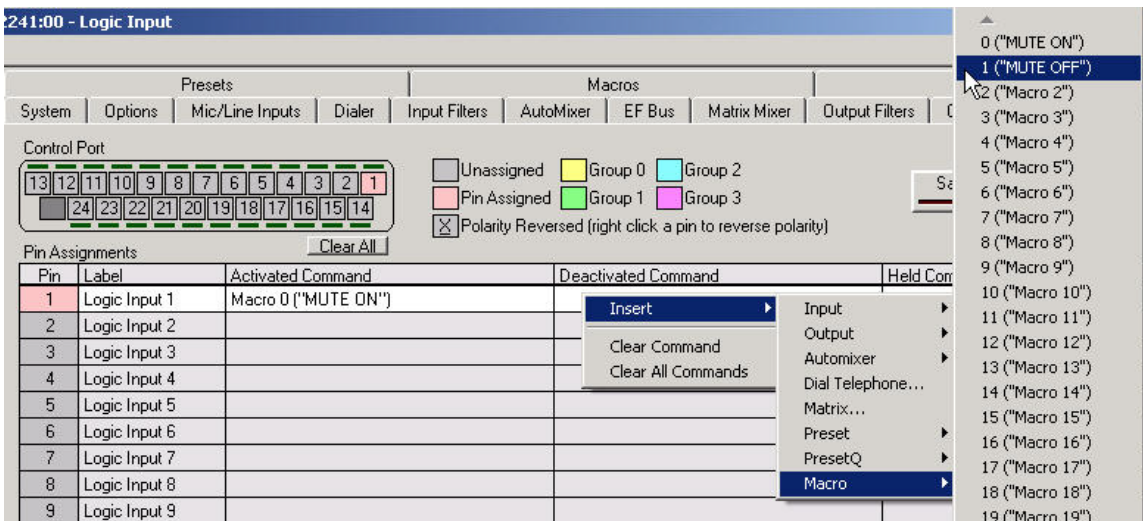 2241:00 - Logic Input
Presets
Macros
System
Options
Mic/Line Inputs
Dialer
Input Filters
AutoMixer
EF Bus
Matrix Mixer
Output Filters
Control Port
13 12 11 10 9 8 7 6 5 4 3 2 1
24 23 22 21 20 19 18 17 16 15 14
Unassigned
Group 0
Group 2
Pin Assigned
Group 1
Group 3
X Polarity Reversed (right click a pin to reverse polarity)
Clear All
Pin Assignments
Pin Label Activated Command Deactivated Command Held Com
1 Logic Input 1 Macro 0 ("MUTE ON")
2 Logic Input 2
3 Logic Input 3
4 Logic Input 4
5 Logic Input 5
6 Logic Input 6
7 Logic Input 7
8 Logic Input 8
9 Logic Input 9
Insert
Clear Command
Clear All Commands
Input
Output
Automixer
Dial Telephone...
Matrix...
Preset
PresetQ
Macro
0 ("MUTE ON")
1 ("MUTE OFF")
2 ("Macro 2")
3 ("Macro 3")
4 ("Macro 4")
5 ("Macro 5")
6 ("Macro 6")
7 ("Macro 7")
8 ("Macro 8")
9 ("Macro 9")
10 ("Macro 10")
11 ("Macro 11")
12 ("Macro 12")
13 ("Macro 13")
14 ("Macro 14")
15 ("Macro 15")
16 ("Macro 16")
17 ("Macro 17")
18 ("Macro 18")
19 ("Macro 19")